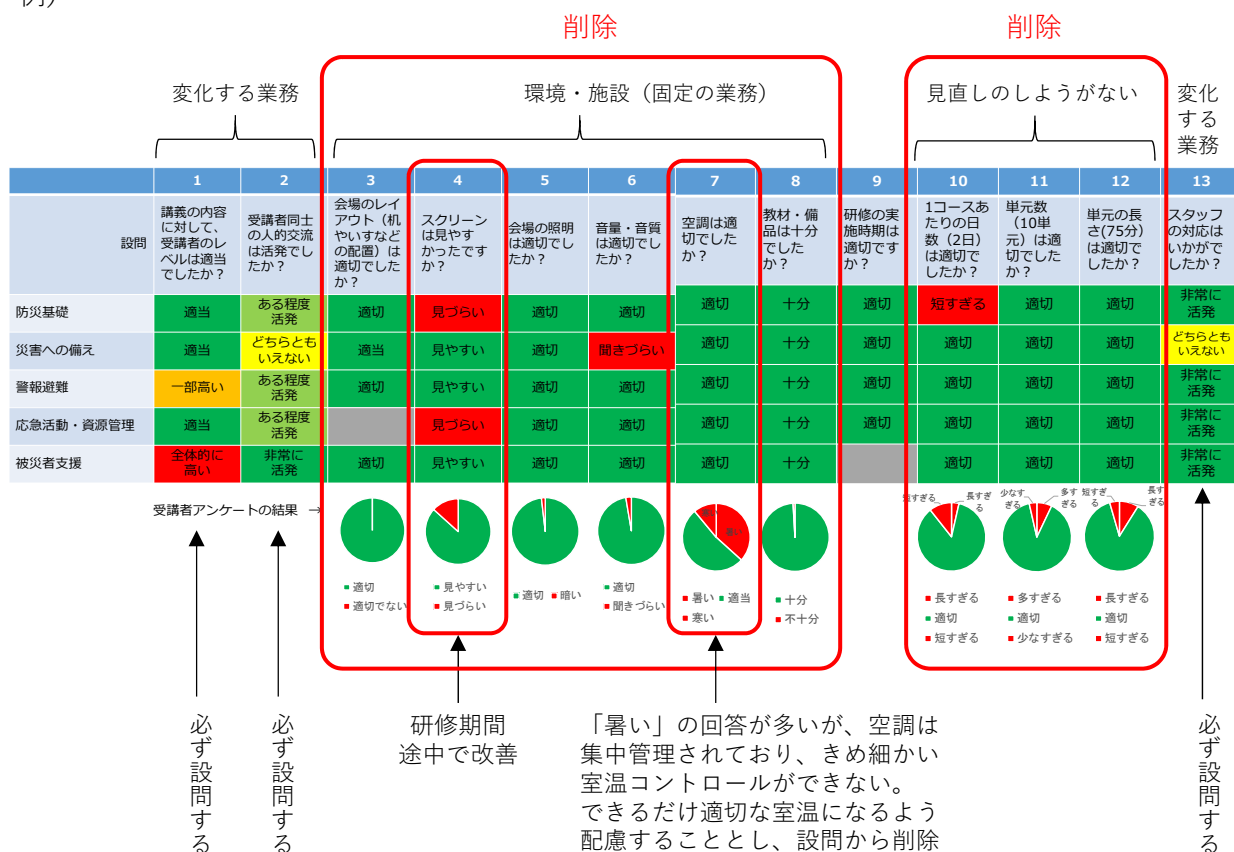 例）
削除
削除
変化する業務
環境・施設（固定の業務）
見直しのしようがない
変化
する
業務
1
2
3
4
5
6
7
8
9
10
11
12
13
設問
講義の内容
に対して、
受講者のレ
ベルは適当
でしたか？
受講者同士
の人的交流
は活発でし
たか？
会場のレイ
アウト（机
やいすなど
の配置）は
適切でした
か？
スクリーン
は見やす
かったです
か？
会場の照明
は適切でし
たか？
音量・音質
は適切でし
たか？
空調は適
切でした
か？
教材・備
品は十分
でした
か？
研修の実
施時期は
適切です
か？
1コースあ
たりの日
数（2日）
は適切で
したか？
単元数
（10単
元）は適
切でした
か？
単元の長
さ(75分）
は適切で
したか？
スタッフ
の対応は
いかがで
したか？
防災基礎
適当
ある程度
活発
適切
見づらい
適切
適切
適切
十分
適切
短すぎる
適切
適切
非常に
活発
災害への備え
適当
どちらとも
いえない
適当
見やすい
適切
聞きづらい
適切
十分
適切
適切
適切
適切
どちらとも
いえない
警報避難
一部高い
ある程度
活発
適切
見やすい
適切
適切
適切
十分
適切
適切
適切
適切
非常に
活発
応急活動・資源管理
適当
ある程度
活発
見づらい
適切
適切
適切
十分
適切
適切
適切
適切
非常に
活発
被災者支援
全体的に
高い
非常に
活発
適切
見やすい
適切
適切
適切
十分
適切
適切
適切
非常に
活発
受講者アンケートの結果 →
短すぎる
長すぎ
る
少なす
ぎる
多す
ぎる
短すぎ
る
長す
ぎる
寒い
暑い
適切
適切でない
見やすい
見づらい
適切
暗い
適切
聞きづらい
暑い
適当
寒い
十分
不十分
長すぎる
適切
短すぎる
多すぎる
適切
少なすぎる
長すぎる
適切
短すぎる
必ず設問する
必ず設問する
研修期間
途中で改善
「暑い」の回答が多いが、空調は
集中管理されており、きめ細かい
室温コントロールができない。
できるだけ適切な室温になるよう
配慮することとし、設問から削除
必ず設問する